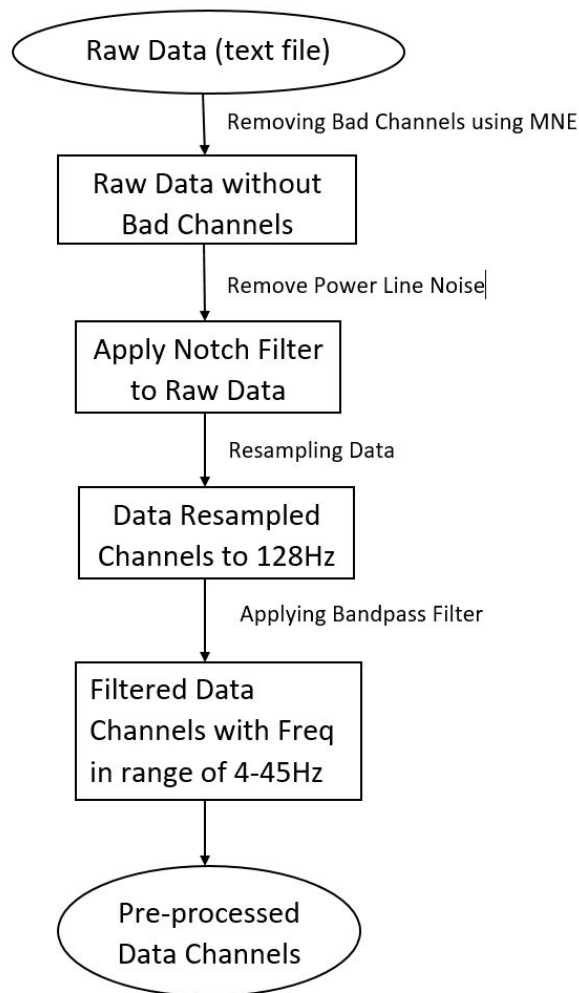 Raw Data (text file)
Removing Bad Channels using MNE
Raw Data without
Bad Channels
Remove Power Line Noise
Apply Notch Filter
to Raw Data
Resampling Data
Data Resampled
Channels to 128Hz
Applying Bandpass Filter
Filtered Data
Channels with Freq
in range of 4-45Hz
Pre-processed
Data Channels